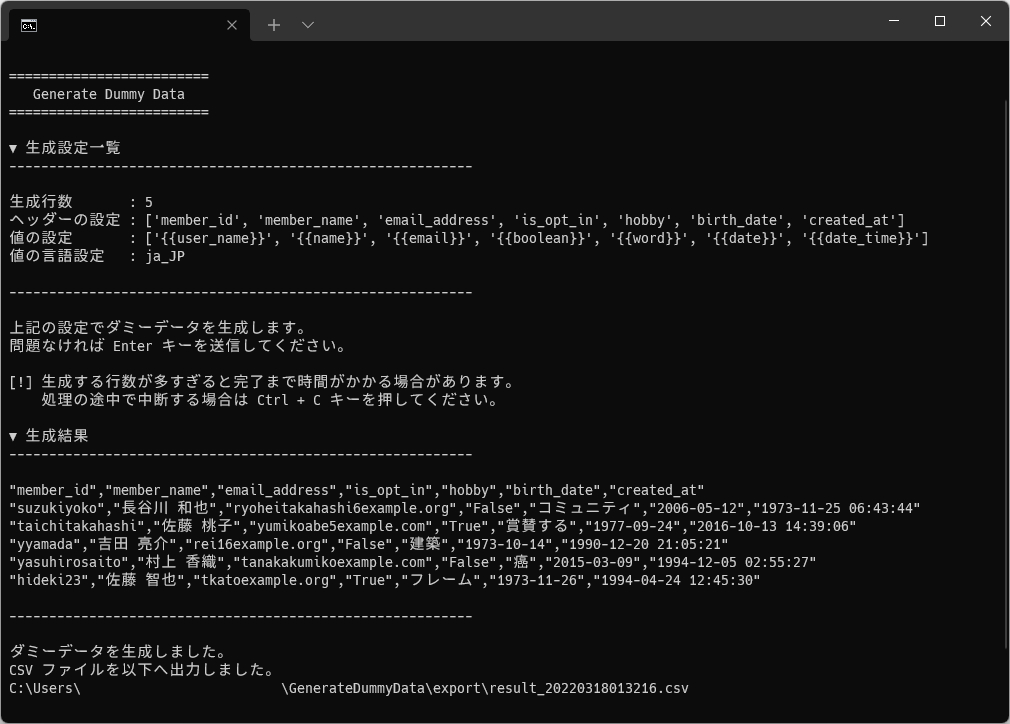 =========================
Generate Dummy Data
=========================
▼ 生成設定一覧
----------------------------------------------------------
生成行数 : 5
ヘッダーの設定 : ['member_id', 'member_name', 'email_address', 'is_opt_in', 'hobby', 'birth_date', 'created_at']
値の設定 : ['{{user_name}}', '{{name}}', '{{email}}', '{{boolean}}', '{{word}}', '{{date}}', '{{date_time}}']
値の言語設定 : ja_JP
----------------------------------------------------------
上記の設定でダミーデータを生成します。
問題なければ Enter キーを送信してください。
[!] 生成する行数が多すぎると完了まで時間がかかる場合があります。
処理の途中で中断する場合は Ctrl + C キーを押してください。
▼ 生成結果
----------------------------------------------------------
"member_id","member_name","email_address","is_opt_in","hobby","birth_date","created_at"
"suzukiyoko","長谷川 和也","ryoheitakahashi6example.org","False","コミュニティ","2006-05-12","1973-11-25 06:43:44"
"taichitakahashi","佐藤 桃子","yumikoabe5example.com","True","賞賛する","1977-09-24","2016-10-13 14:39:06"
"yyamada","吉田 亮介","rei16example.org","False","建築","1973-10-14","1990-12-20 21:05:21"
"yasuhirosaito","村上 香織","tanakakumikoexample.com","False","癌","2015-03-09","1994-12-05 02:55:27"
"hideki23","佐藤 智也","tkatoexample.org","True","フレーム","1973-11-26","1994-04-24 12:45:30"
----------------------------------------------------------
ダミーデータを生成しました。
CSV ファイルを以下へ出力しました。
C:\Users\ \GenerateDummyData\export\result_20220318013216.csv